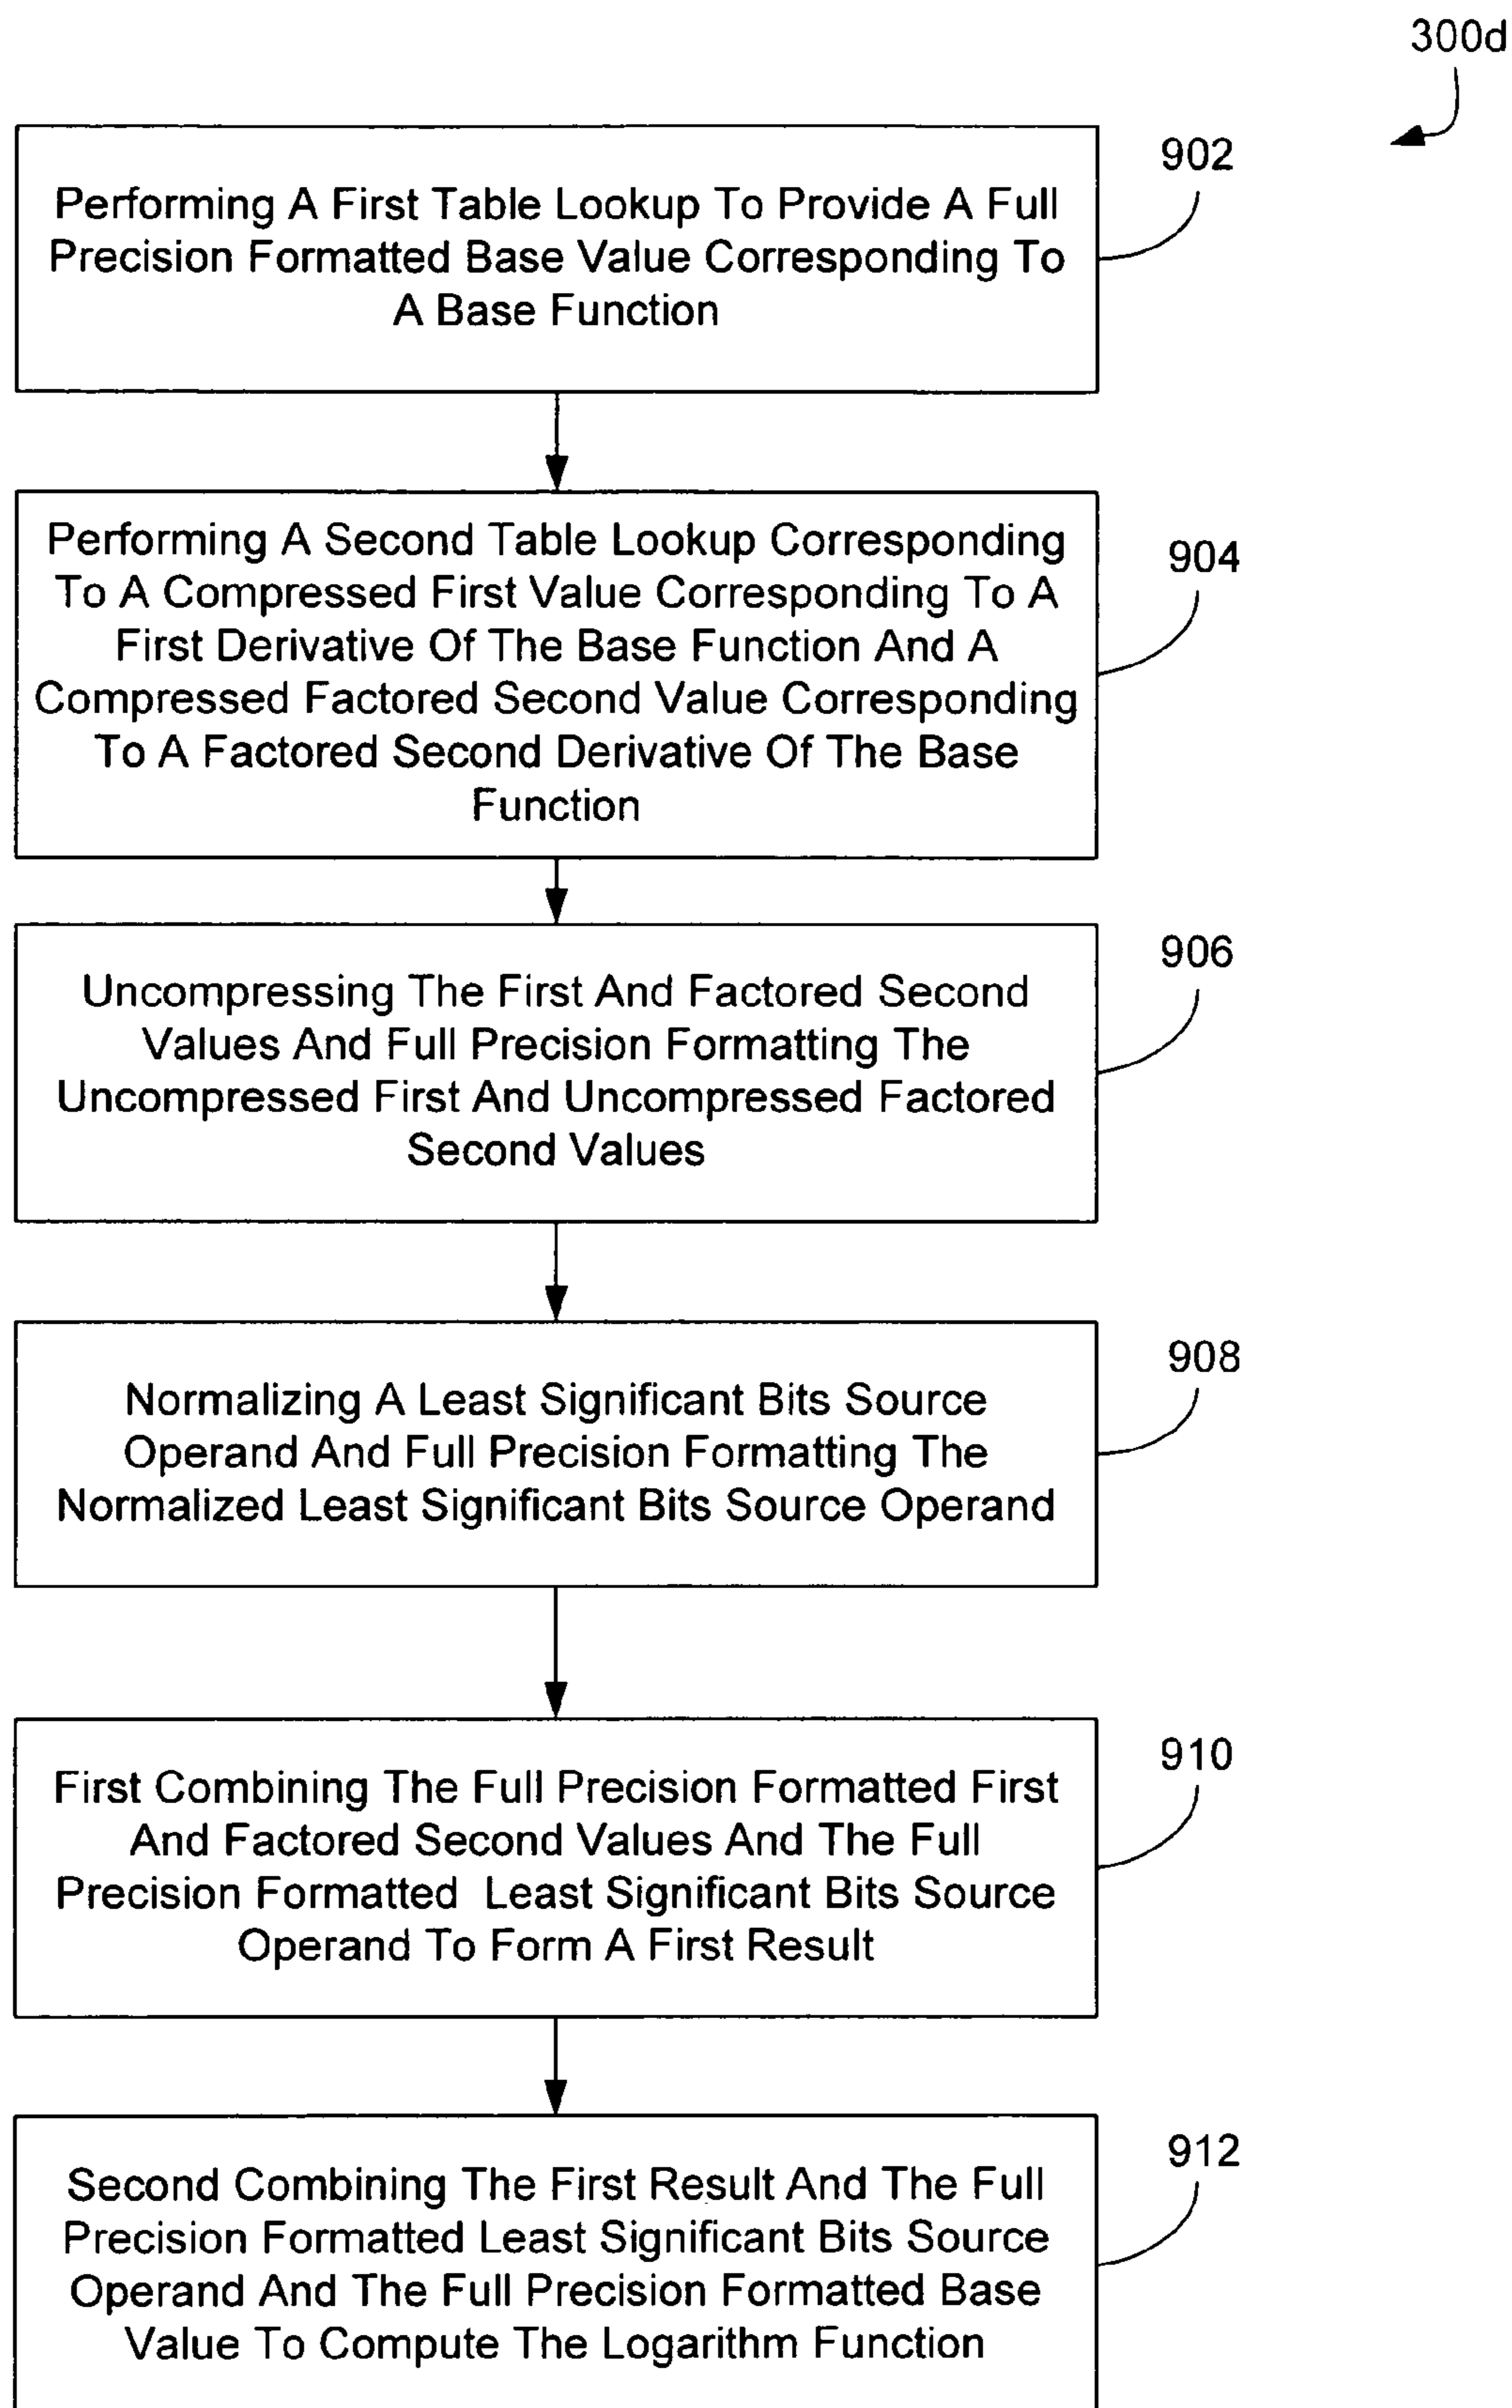 300d
902
Performing A First Table Lookup To Provide A Full
Precision Formatted Base Value Corresponding To
A Base Function
904
Performing A Second Table Lookup Corresponding
To A Compressed First Value Corresponding To A
First Derivative Of The Base Function And A
Compressed Factored Second Value Corresponding
To A Factored Second Derivative Of The Base
Function
906
Uncompressing The First And Factored Second
Values And Full Precision Formatting The
Uncompressed First And Uncompressed Factored
Second Values
908
Normalizing A Least Significant Bits Source
Operand And Full Precision Formatting The
Normalized Least Significant Bits Source Operand
910
First Combining The Full Precision Formatted First
And Factored Second Values And The Full
Precision Formatted Least Significant Bits Source
Operand To Form A First Result
912
Second Combining The First Result And The Full
Precision Formatted Least Significant Bits Source
Operand And The Full Precision Formatted Base
Value To Compute The Logarithm Function